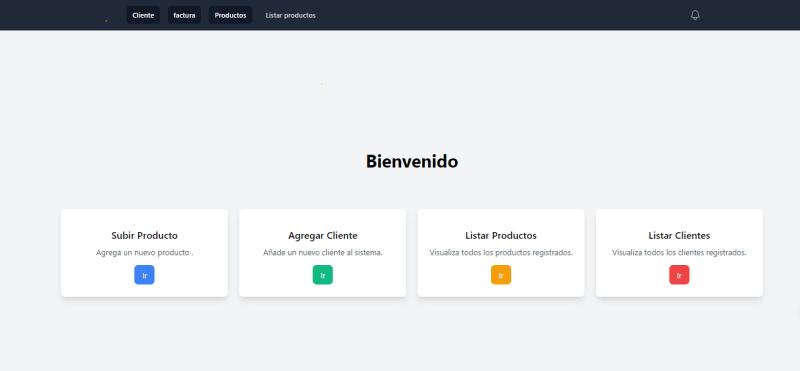 Cliente factura Productos Listar productos
Bienvenido
Subir Producto
Agrega un nuevo producto .
Ir
Agregar Cliente
Añade un nuevo cliente al sistema.
Ir
Listar Productos
Visualiza todos los productos registrados.
Ir
Listar Clientes
Visualiza todos los clientes registrados.
Ir